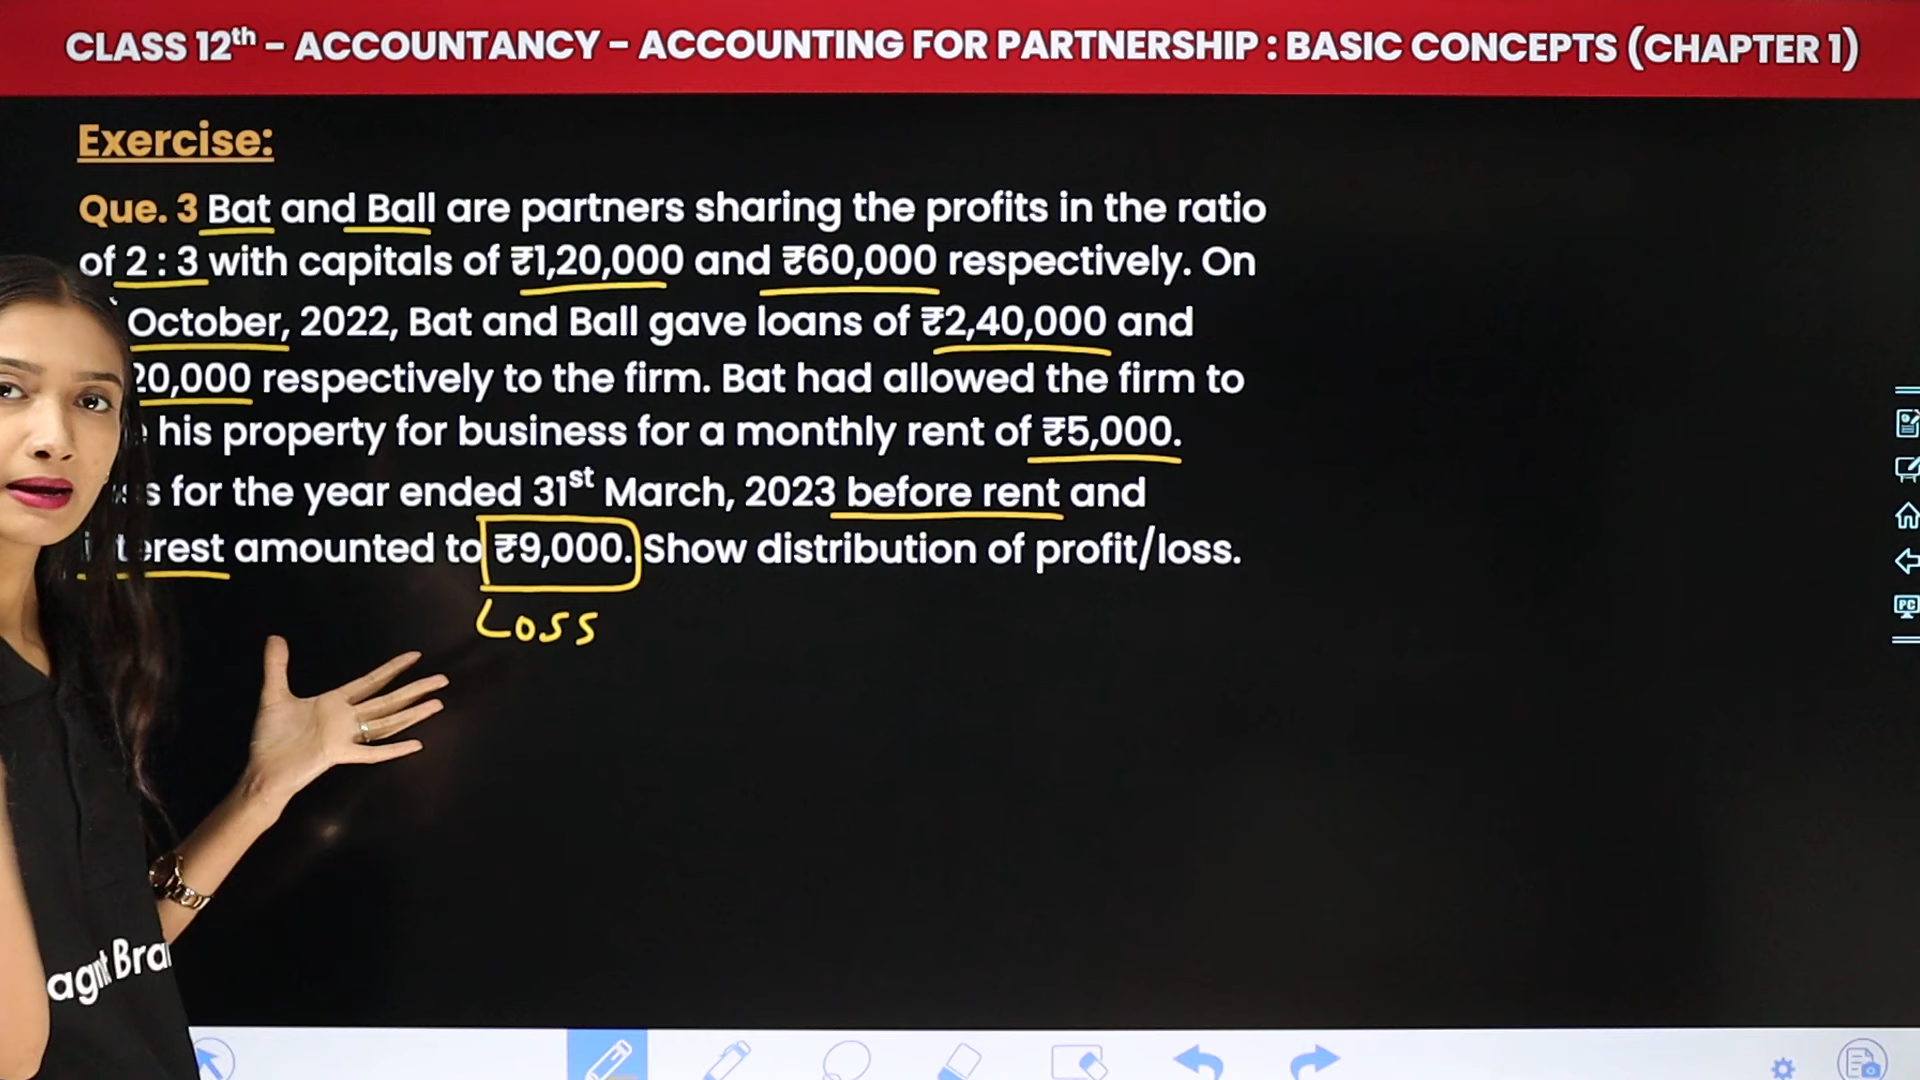 CLASS 12th - ACCOUNTANCY - ACCOUNTING FOR PARTNERSHIP : BASIC CONCEPTS (CHAPTER 1)
Exercise:
Que. 3 Bat and Ball are partners sharing the profits in the ratio
of 2 : 3 with capitals of ₹1,20,000 and ₹60,000 respectively. On
October, 2022, Bat and Ball gave loans of ₹2,40,000 and
20,000 respectively to the firm. Bat had allowed the firm to
his property for business for a monthly rent of ₹5,000.
for the year ended 31st March, 2023 before rent and
interest amounted to ₹9,000. Show distribution of profit/loss.
Loss
PC